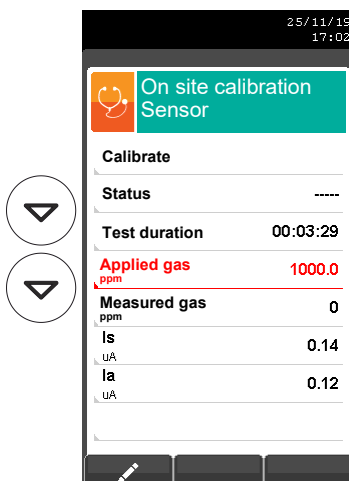 25/11/19
17:02
On site calibration
Sensor
Calibrate
Status -----
Test duration 00:03:29
Applied gas 1000.0
ppm
Measured gas 0
ppm
Is 0.14
uA
Ia 0.12
uA